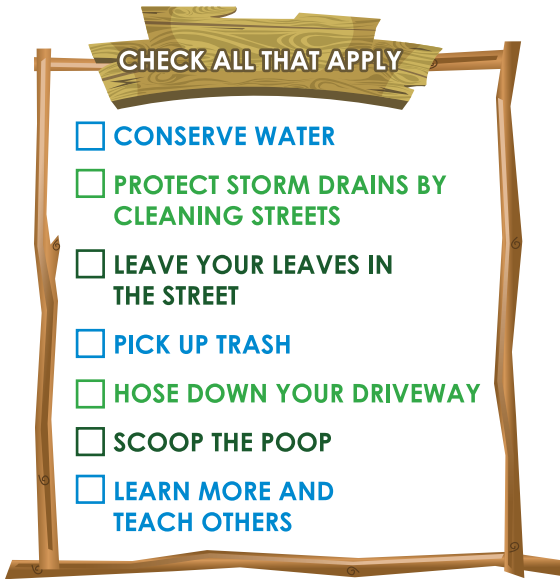 CHECK ALL THAT APPLY
CONSERVE WATER
PROTECT STORM DRAINS BY
CLEANING STREETS
LEAVE YOUR LEAVES IN
THE STREET
PICK UP TRASH
HOSE DOWN YOUR DRIVEWAY
SCOOP THE POOP
LEARN MORE AND
TEACH OTHERS